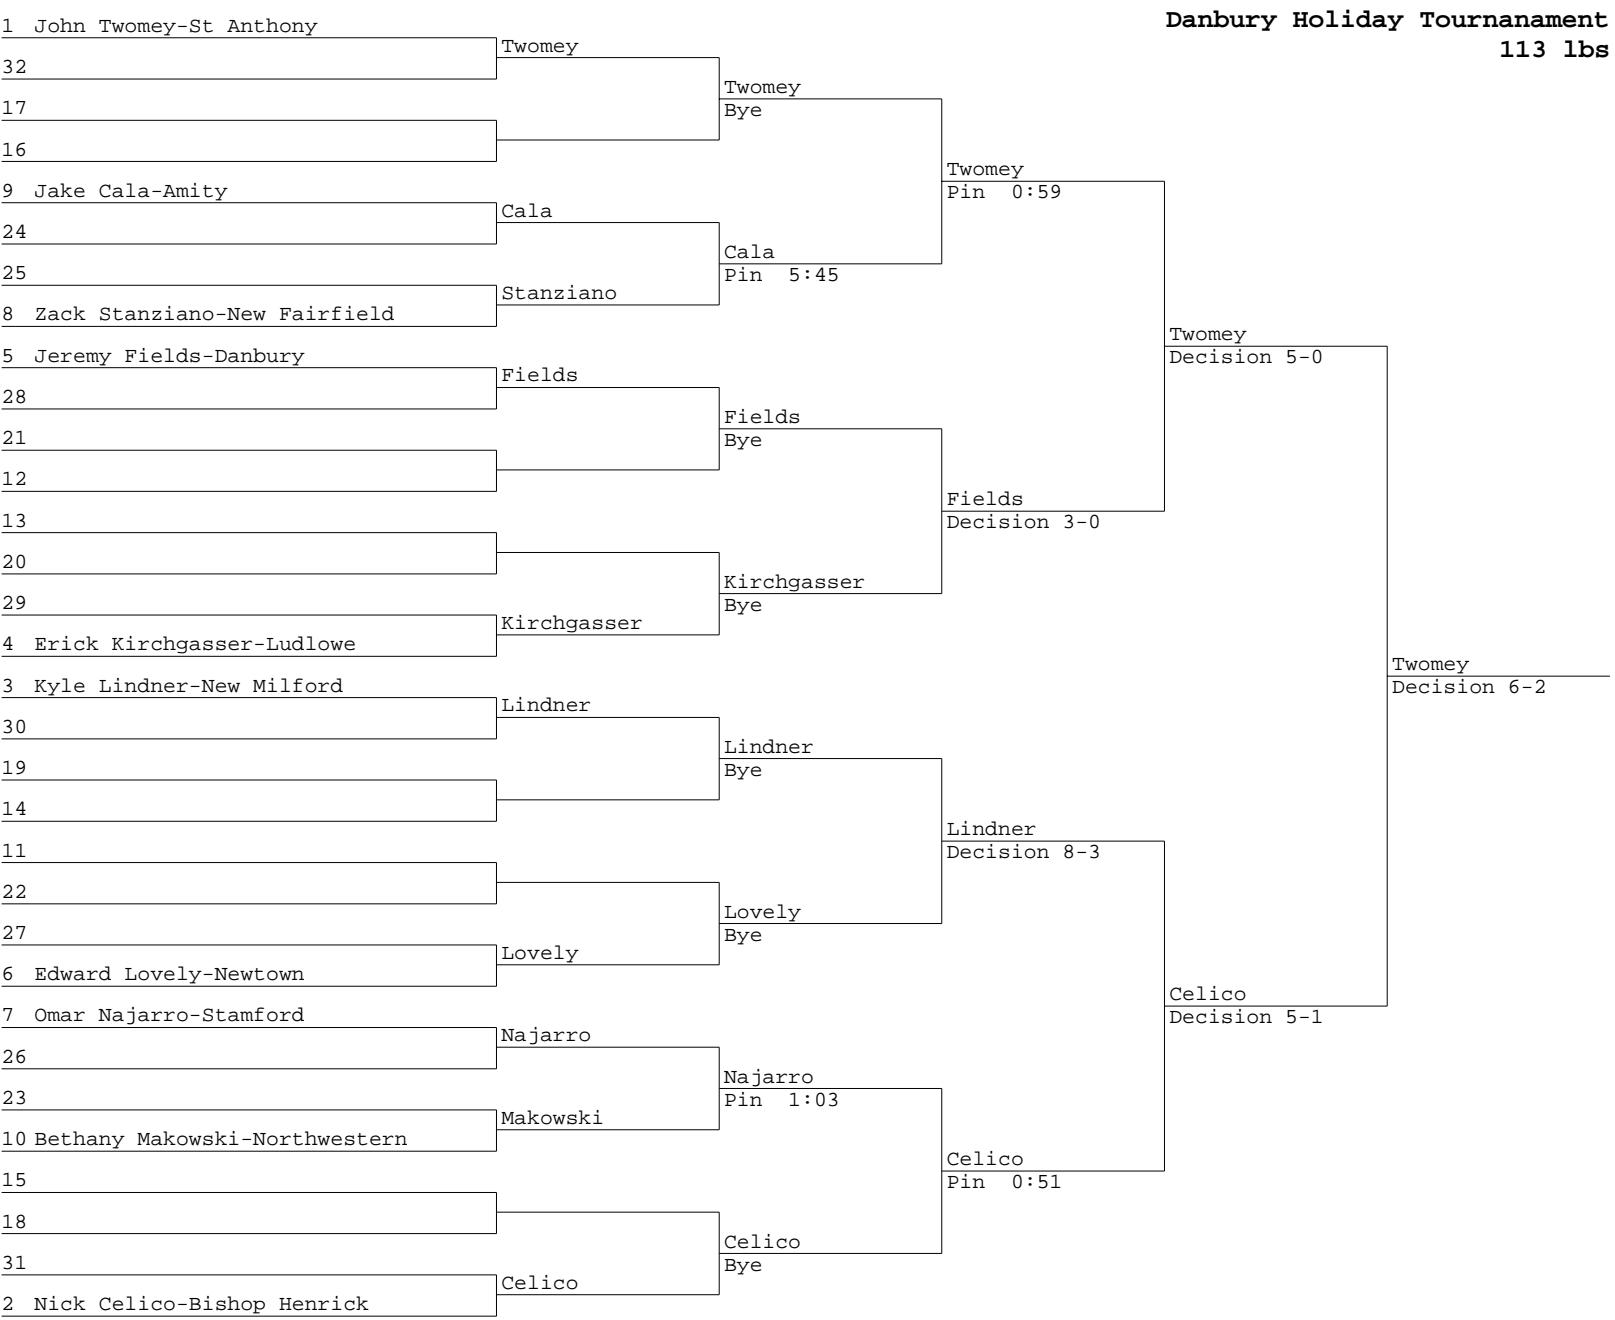 Danbury Holiday Tournanament
113 lbs
1 John Twomey-St Anthony
32
17
16
9 Jake Cala-Amity
24
25
8 Zack Stanziano-New Fairfield
5 Jeremy Fields-Danbury
28
21
12
13
20
29
4 Erick Kirchgasser-Ludlowe
3 Kyle Lindner-New Milford
30
19
14
11
22
27
6 Edward Lovely-Newtown
7 Omar Najarro-Stamford
26
23
10 Bethany Makowski-Northwestern
15
18
31
2 Nick Celico-Bishop Henrick
Twomey
Cala
Stanziano
Fields
Kirchgasser
Lindner
Lovely
Najarro
Makowski
Celico
Twomey
Bye
Cala
Pin 5:45
Fields
Bye
Kirchgasser
Bye
Lindner
Bye
Lovely
Bye
Najarro
Pin 1:03
Celico
Bye
Twomey
Pin 0:59
Fields
Decision 3-0
Lindner
Decision 8-3
Celico
Pin 0:51
Twomey
Decision 5-0
Celico
Decision 5-1
Twomey
Decision 6-2